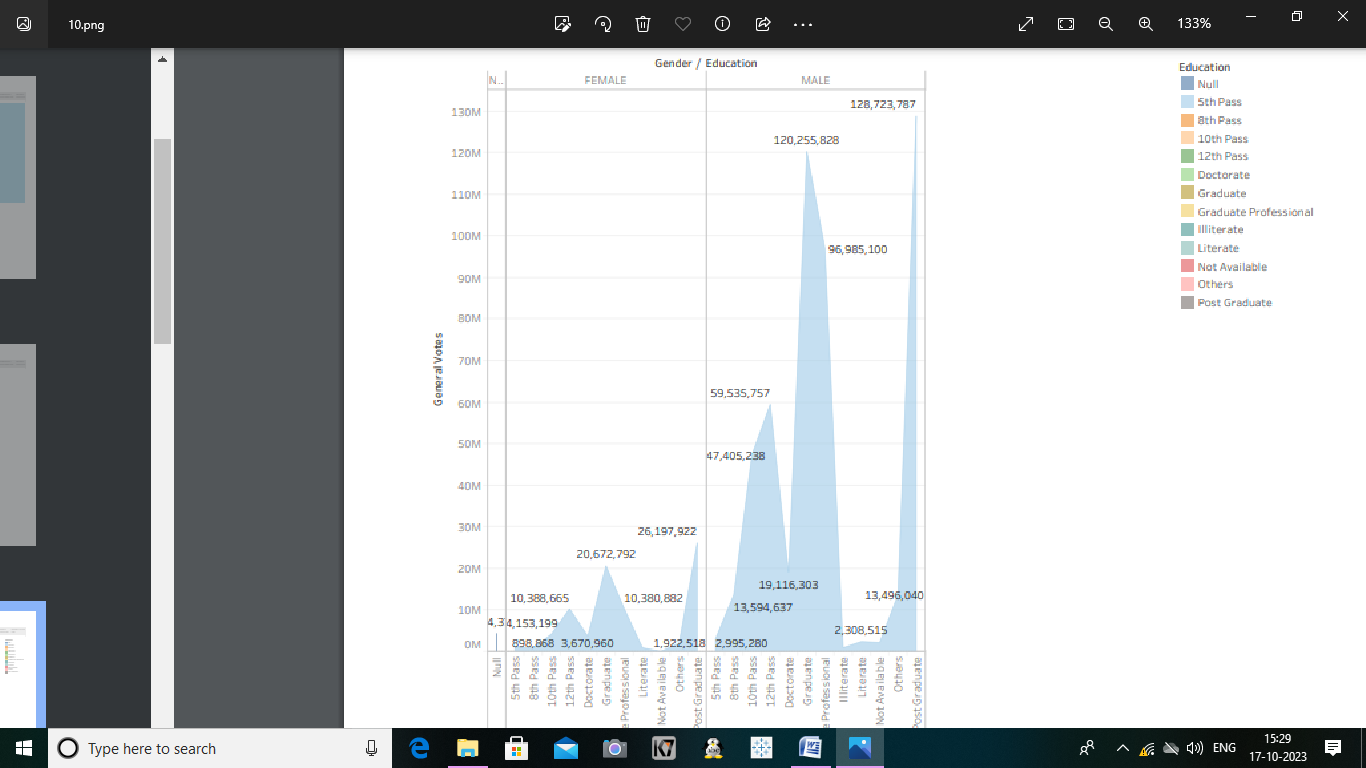 10.png
133%
Gender / Education
N..
FEMALE
MALE
Education
Null
5th Pass
8th Pass
10th Pass
12th Pass
Doctorate
Graduate
Graduate Professional
Illiterate
Literate
Not Available
Others
Post Graduate
General Votes
130M
120M
110M
100M
90M
80M
70M
60M
50M
40M
30M
20M
10M
0M
128,723,787
120,255,828
96,985,100
59,535,757
47,405,238
26,197,922
20,672,792
19,116,303
13,594,637
13,496,040
10,388,665
10,380,882
4,3
4,153,199
2,308,515
898,868
3,670,960
1,922,518
2,995,280
Null
5th Pass
8th Pass
10th Pass
12th Pass
Doctorate
Graduate
e Professional
Literate
Not Available
Others
Post Graduate
5th Pass
8th Pass
10th Pass
12th Pass
Doctorate
Graduate
e Professional
Illiterate
Literate
Not Available
Others
Post Graduate
Type here to search
ENG
15:29
17-10-2023